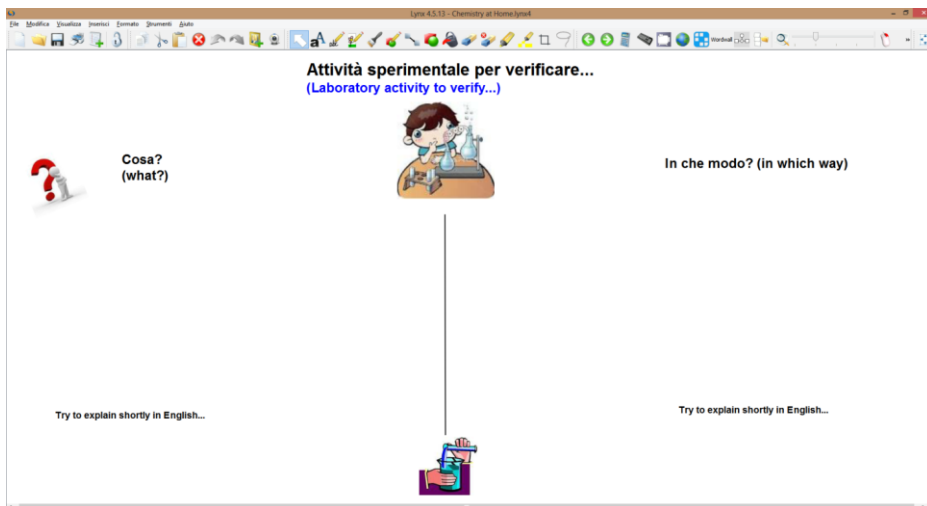 Lynx 4.5.13 - Chemistry at Home.lynx4
File Modifica Visualizza Inserisci Formato Strumenti Aiuto
Wordwall
Attività sperimentale per verificare...
(Laboratory activity to verify...)
Cosa?
(what?)
In che modo? (in which way)
Try to explain shortly in English...
Try to explain shortly in English...